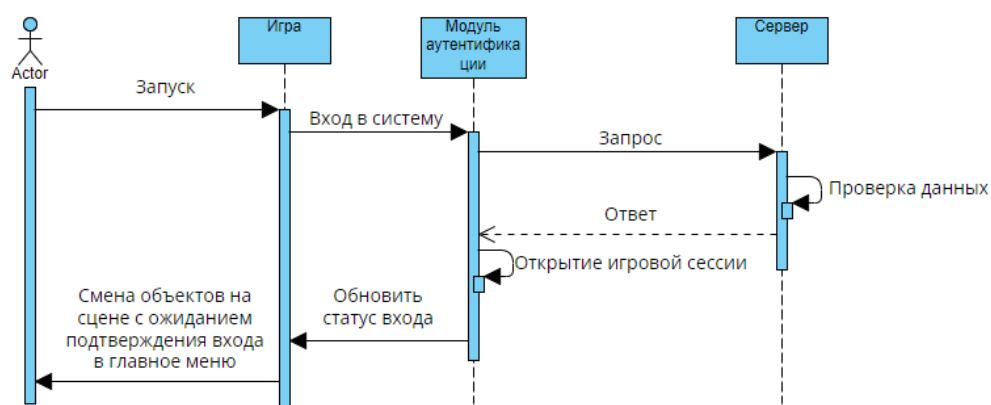 Actor
Игра
Модуль
аутентифика
ции
Сервер
Запуск
Вход в систему
Запрос
Проверка данных
Ответ
Открытие игровой сессии
Обновить
статус входа
Смена объектов на
сцене с ожиданием
подтверждения входа
в главное меню